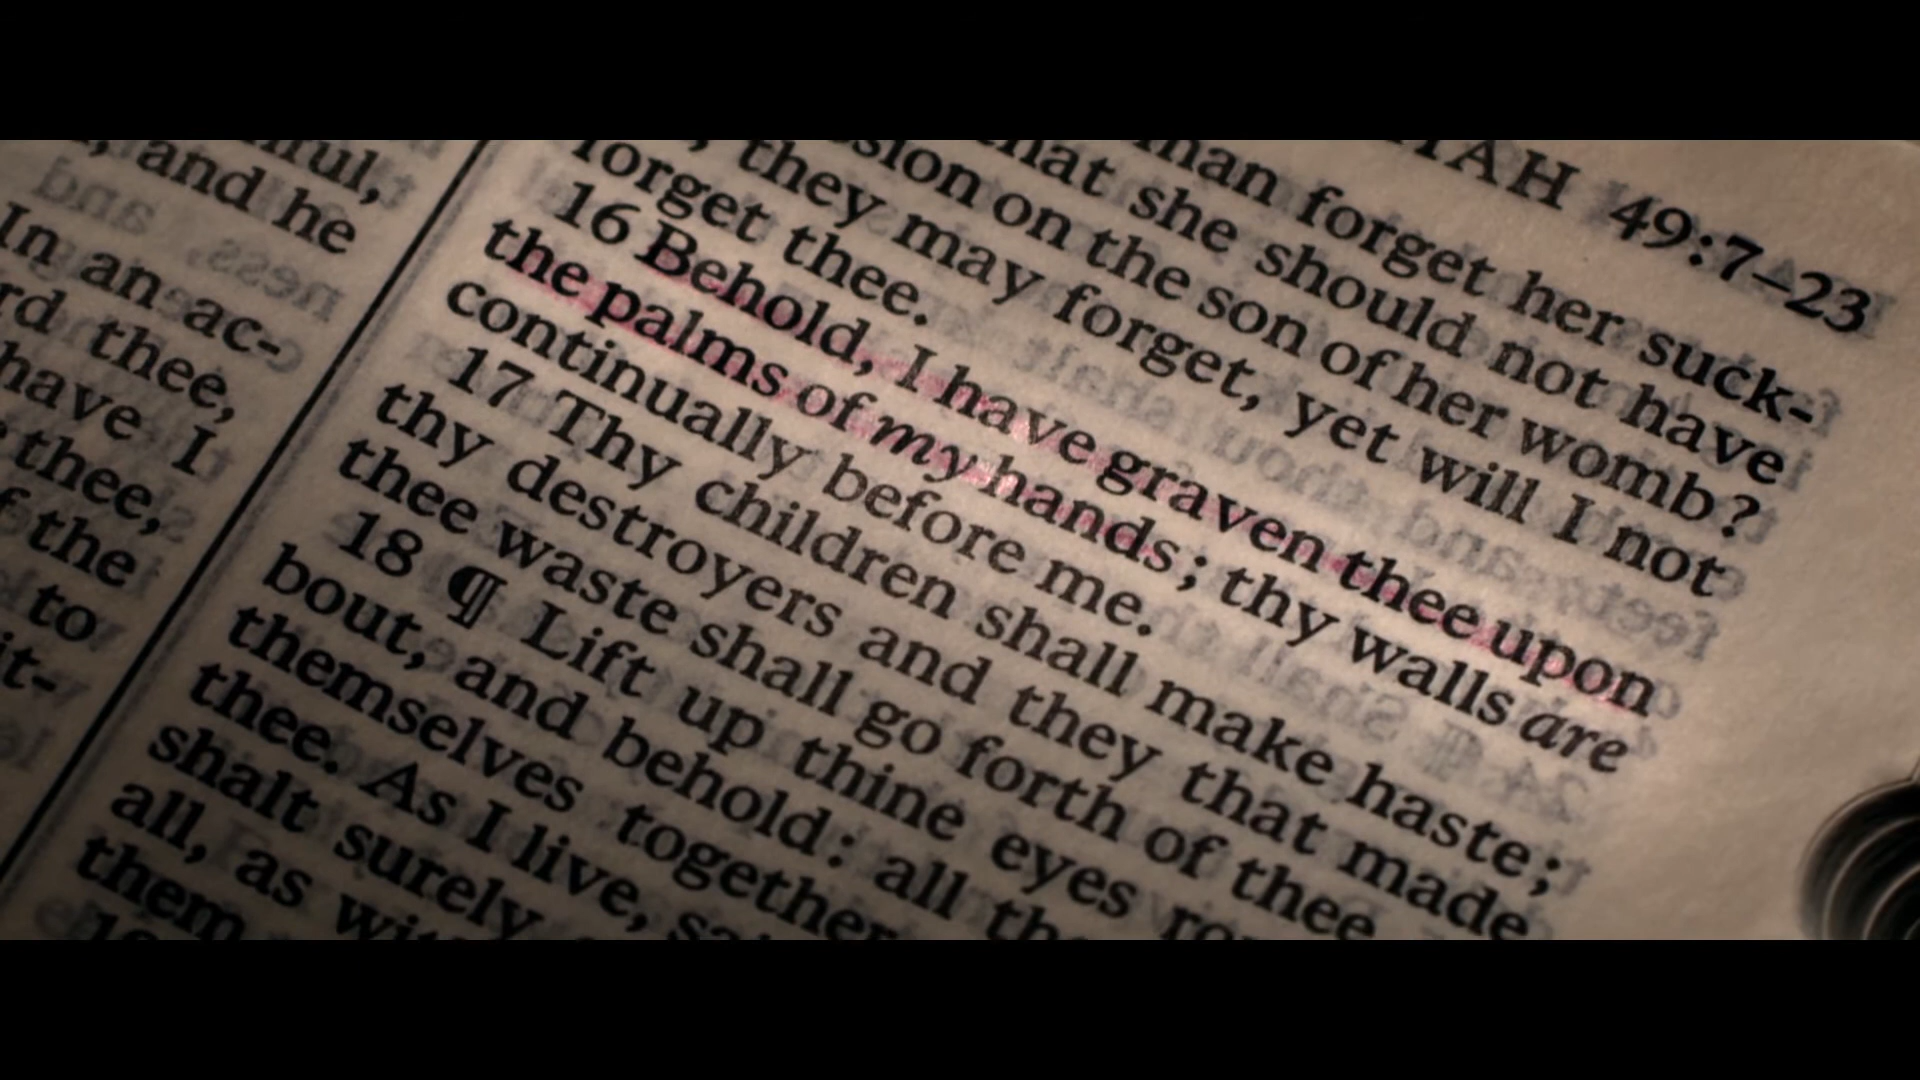 IAH 49:7–23
ful,
, and he
In an ac-
rd thee,
have I
thee,
f the
to
it-
man forget her suck-
that she should not have
sion on the son of her womb?
, they may forget, yet will I not
forget thee.
16 Behold, I have graven thee upon
the palms of my hands; thy walls are
continually before me.
17 Thy children shall make haste;
thy destroyers and they that made
thee waste shall go forth of thee
18 ¶ Lift up thine eyes ro
bout, and behold: all th
themselves together
thee. As I live, sai
shalt surely
all, as wit
them